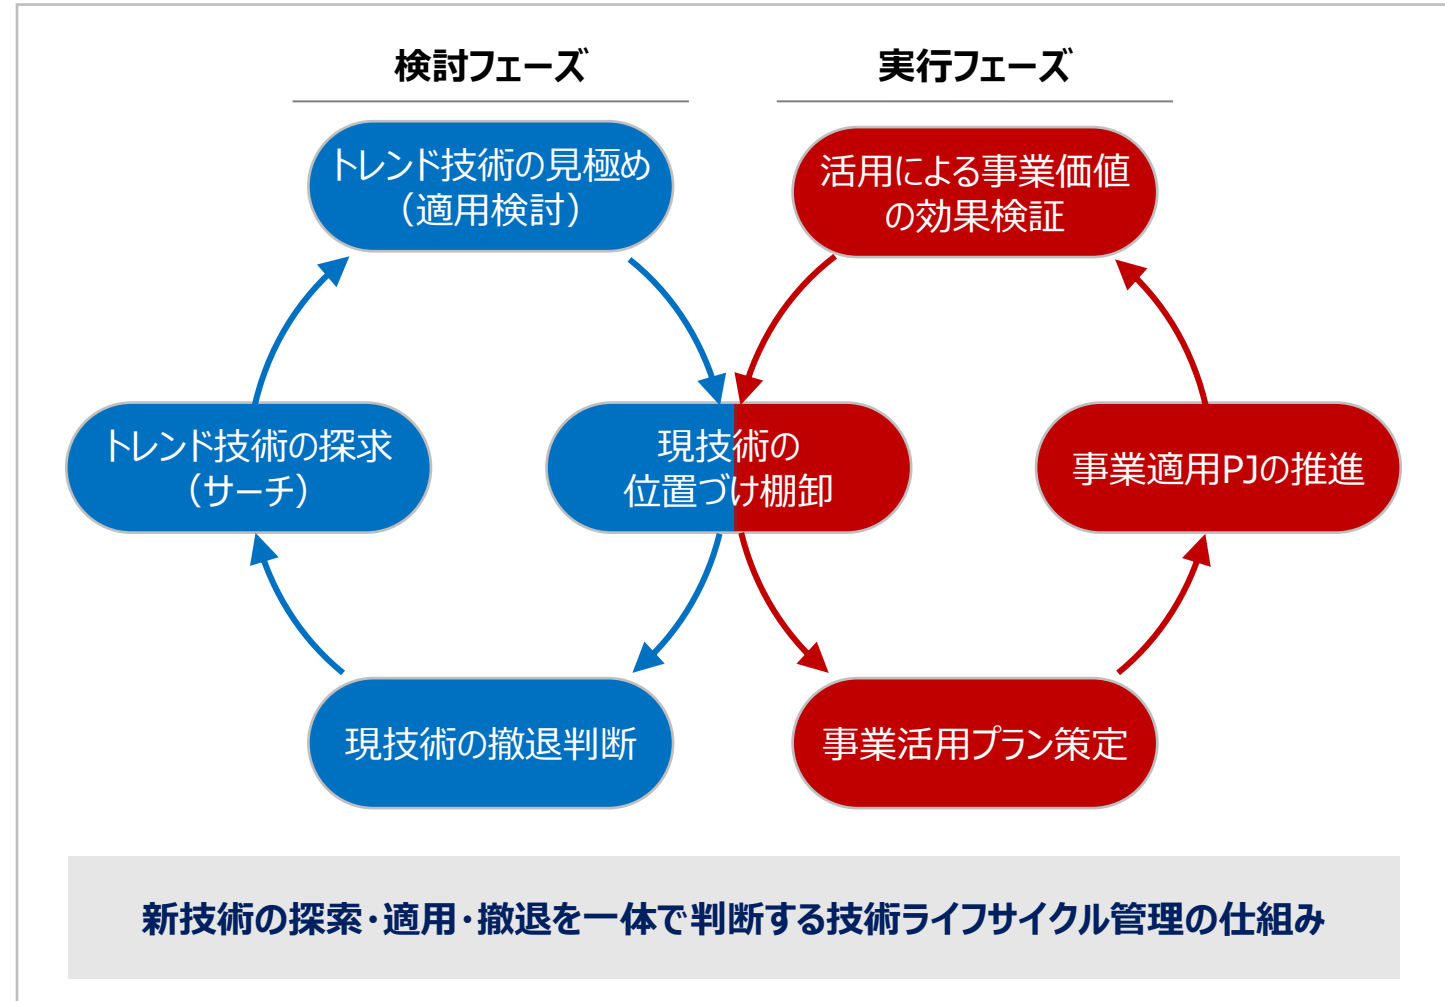 検討フェーズ
実行フェーズ
トレンド技術の見極め
（適用検討）
活用による事業価値
の効果検証
トレンド技術の探求
（サーチ）
現技術の
位置づけ棚卸
事業適用PJの推進
現技術の撤退判断
事業活用プラン策定
新技術の探索・適用・撤退を一体で判断する技術ライフサイクル管理の仕組み